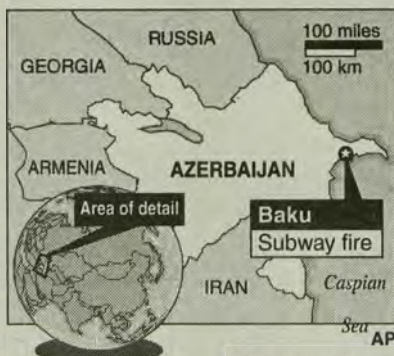 RUSSIA
100 miles
100 km
GEORGIA
ARMENIA
AZERBAIJAN
Area of detail
Baku
Subway fire
IRAN
Caspian
Sea
AP